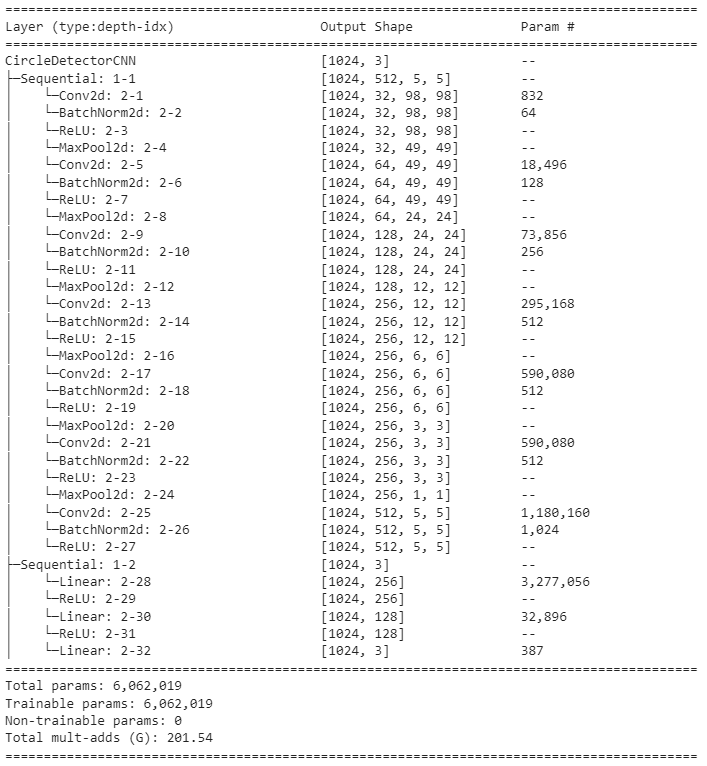 ==========================================================================================
Layer (type:depth-idx)                   Output Shape              Param #
==========================================================================================
CircleDetectorCNN                        [1024, 3]                 --
├─Sequential: 1-1                        [1024, 512, 5, 5]         --
│    └─Conv2d: 2-1                       [1024, 32, 98, 98]        832
│    └─BatchNorm2d: 2-2                  [1024, 32, 98, 98]        64
│    └─ReLU: 2-3                         [1024, 32, 98, 98]        --
│    └─MaxPool2d: 2-4                    [1024, 32, 49, 49]        --
│    └─Conv2d: 2-5                       [1024, 64, 49, 49]        18,496
│    └─BatchNorm2d: 2-6                  [1024, 64, 49, 49]        128
│    └─ReLU: 2-7                         [1024, 64, 49, 49]        --
│    └─MaxPool2d: 2-8                    [1024, 64, 24, 24]        --
│    └─Conv2d: 2-9                       [1024, 128, 24, 24]       73,856
│    └─BatchNorm2d: 2-10                 [1024, 128, 24, 24]       256
│    └─ReLU: 2-11                        [1024, 128, 24, 24]       --
│    └─MaxPool2d: 2-12                   [1024, 128, 12, 12]       --
│    └─Conv2d: 2-13                      [1024, 256, 12, 12]       295,168
│    └─BatchNorm2d: 2-14                 [1024, 256, 12, 12]       512
│    └─ReLU: 2-15                        [1024, 256, 12, 12]       --
│    └─MaxPool2d: 2-16                   [1024, 256, 6, 6]         --
│    └─Conv2d: 2-17                      [1024, 256, 6, 6]         590,080
│    └─BatchNorm2d: 2-18                 [1024, 256, 6, 6]         512
│    └─ReLU: 2-19                        [1024, 256, 6, 6]         --
│    └─MaxPool2d: 2-20                   [1024, 256, 3, 3]         --
│    └─Conv2d: 2-21                      [1024, 256, 3, 3]         590,080
│    └─BatchNorm2d: 2-22                 [1024, 256, 3, 3]         512
│    └─ReLU: 2-23                        [1024, 256, 3, 3]         --
│    └─MaxPool2d: 2-24                   [1024, 256, 1, 1]         --
│    └─Conv2d: 2-25                      [1024, 512, 5, 5]         1,180,160
│    └─BatchNorm2d: 2-26                 [1024, 512, 5, 5]         1,024
│    └─ReLU: 2-27                        [1024, 512, 5, 5]         --
├─Sequential: 1-2                        [1024, 3]                 --
│    └─Linear: 2-28                      [1024, 256]               3,277,056
│    └─ReLU: 2-29                        [1024, 256]               --
│    └─Linear: 2-30                      [1024, 128]               32,896
│    └─ReLU: 2-31                        [1024, 128]               --
│    └─Linear: 2-32                      [1024, 3]                 387
==========================================================================================
Total params: 6,062,019
Trainable params: 6,062,019
Non-trainable params: 0
Total mult-adds (G): 201.54
==========================================================================================